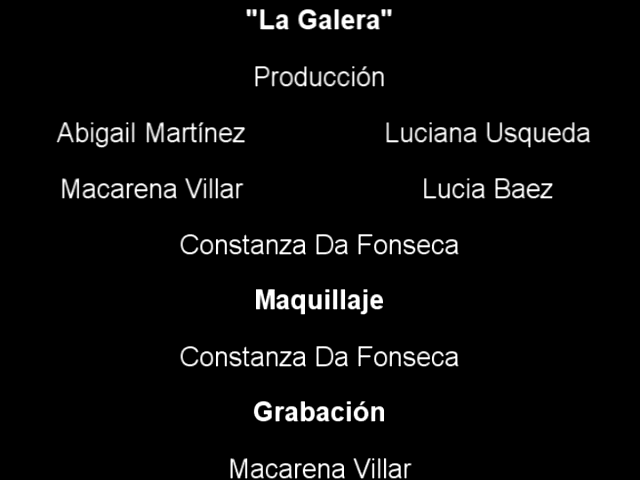 "La Galera"
Producción
Abigail Martínez Luciana Usqueda
Macarena Villar Lucia Baez
Constanza Da Fonseca
Maquillaje
Constanza Da Fonseca
Grabación
Macarena Villar